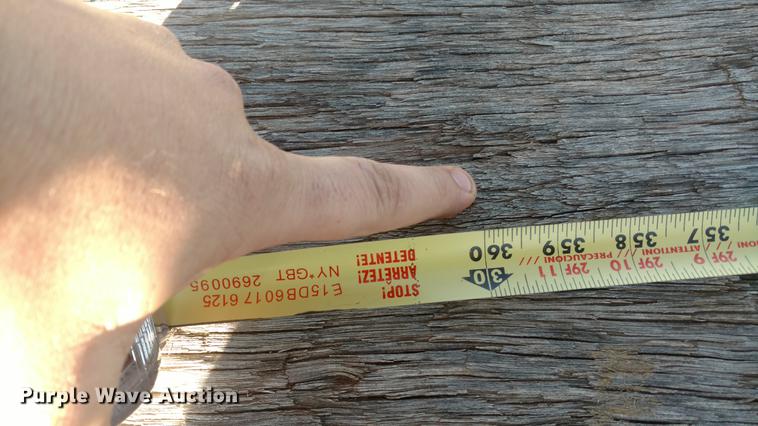 STOP!
ARRÊTEZ!
DETENTE!
E15DB6017 6125
NY*GBT 2690095
360 359 358 357
30 29F 11 29F 10 29F 9
/// PRECAUCION! /// ATTENTION! ///
Purple Wave Auction